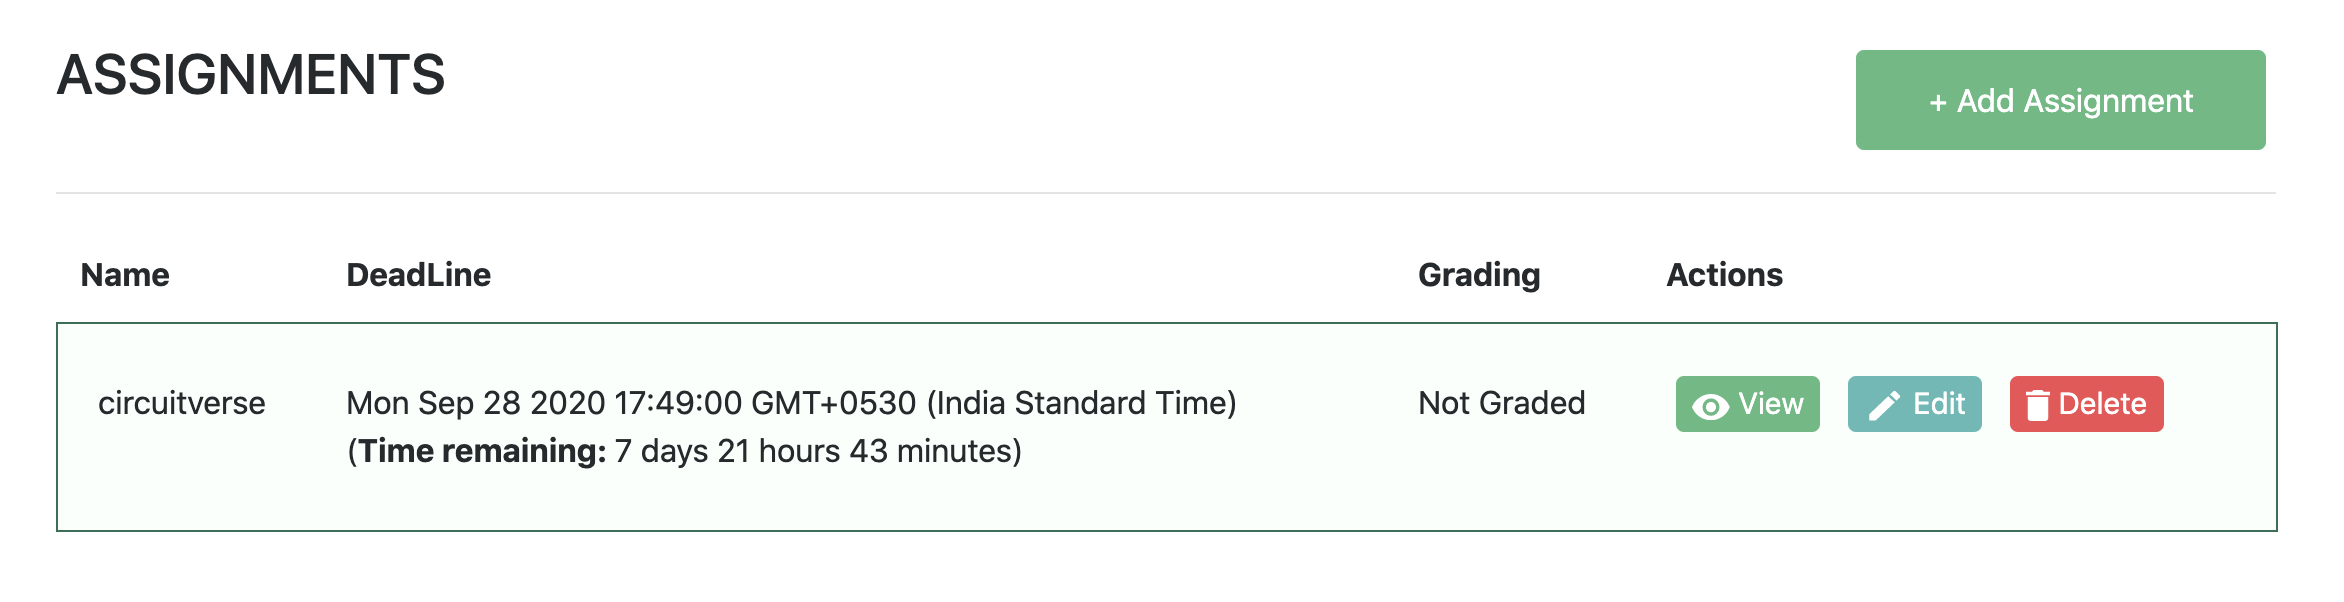 ASSIGNMENTS
+ Add Assignment
Name DeadLine Grading Actions
circuitverse Mon Sep 28 2020 17:49:00 GMT+0530 (India Standard Time) Not Graded View Edit Delete
(Time remaining: 7 days 21 hours 43 minutes)